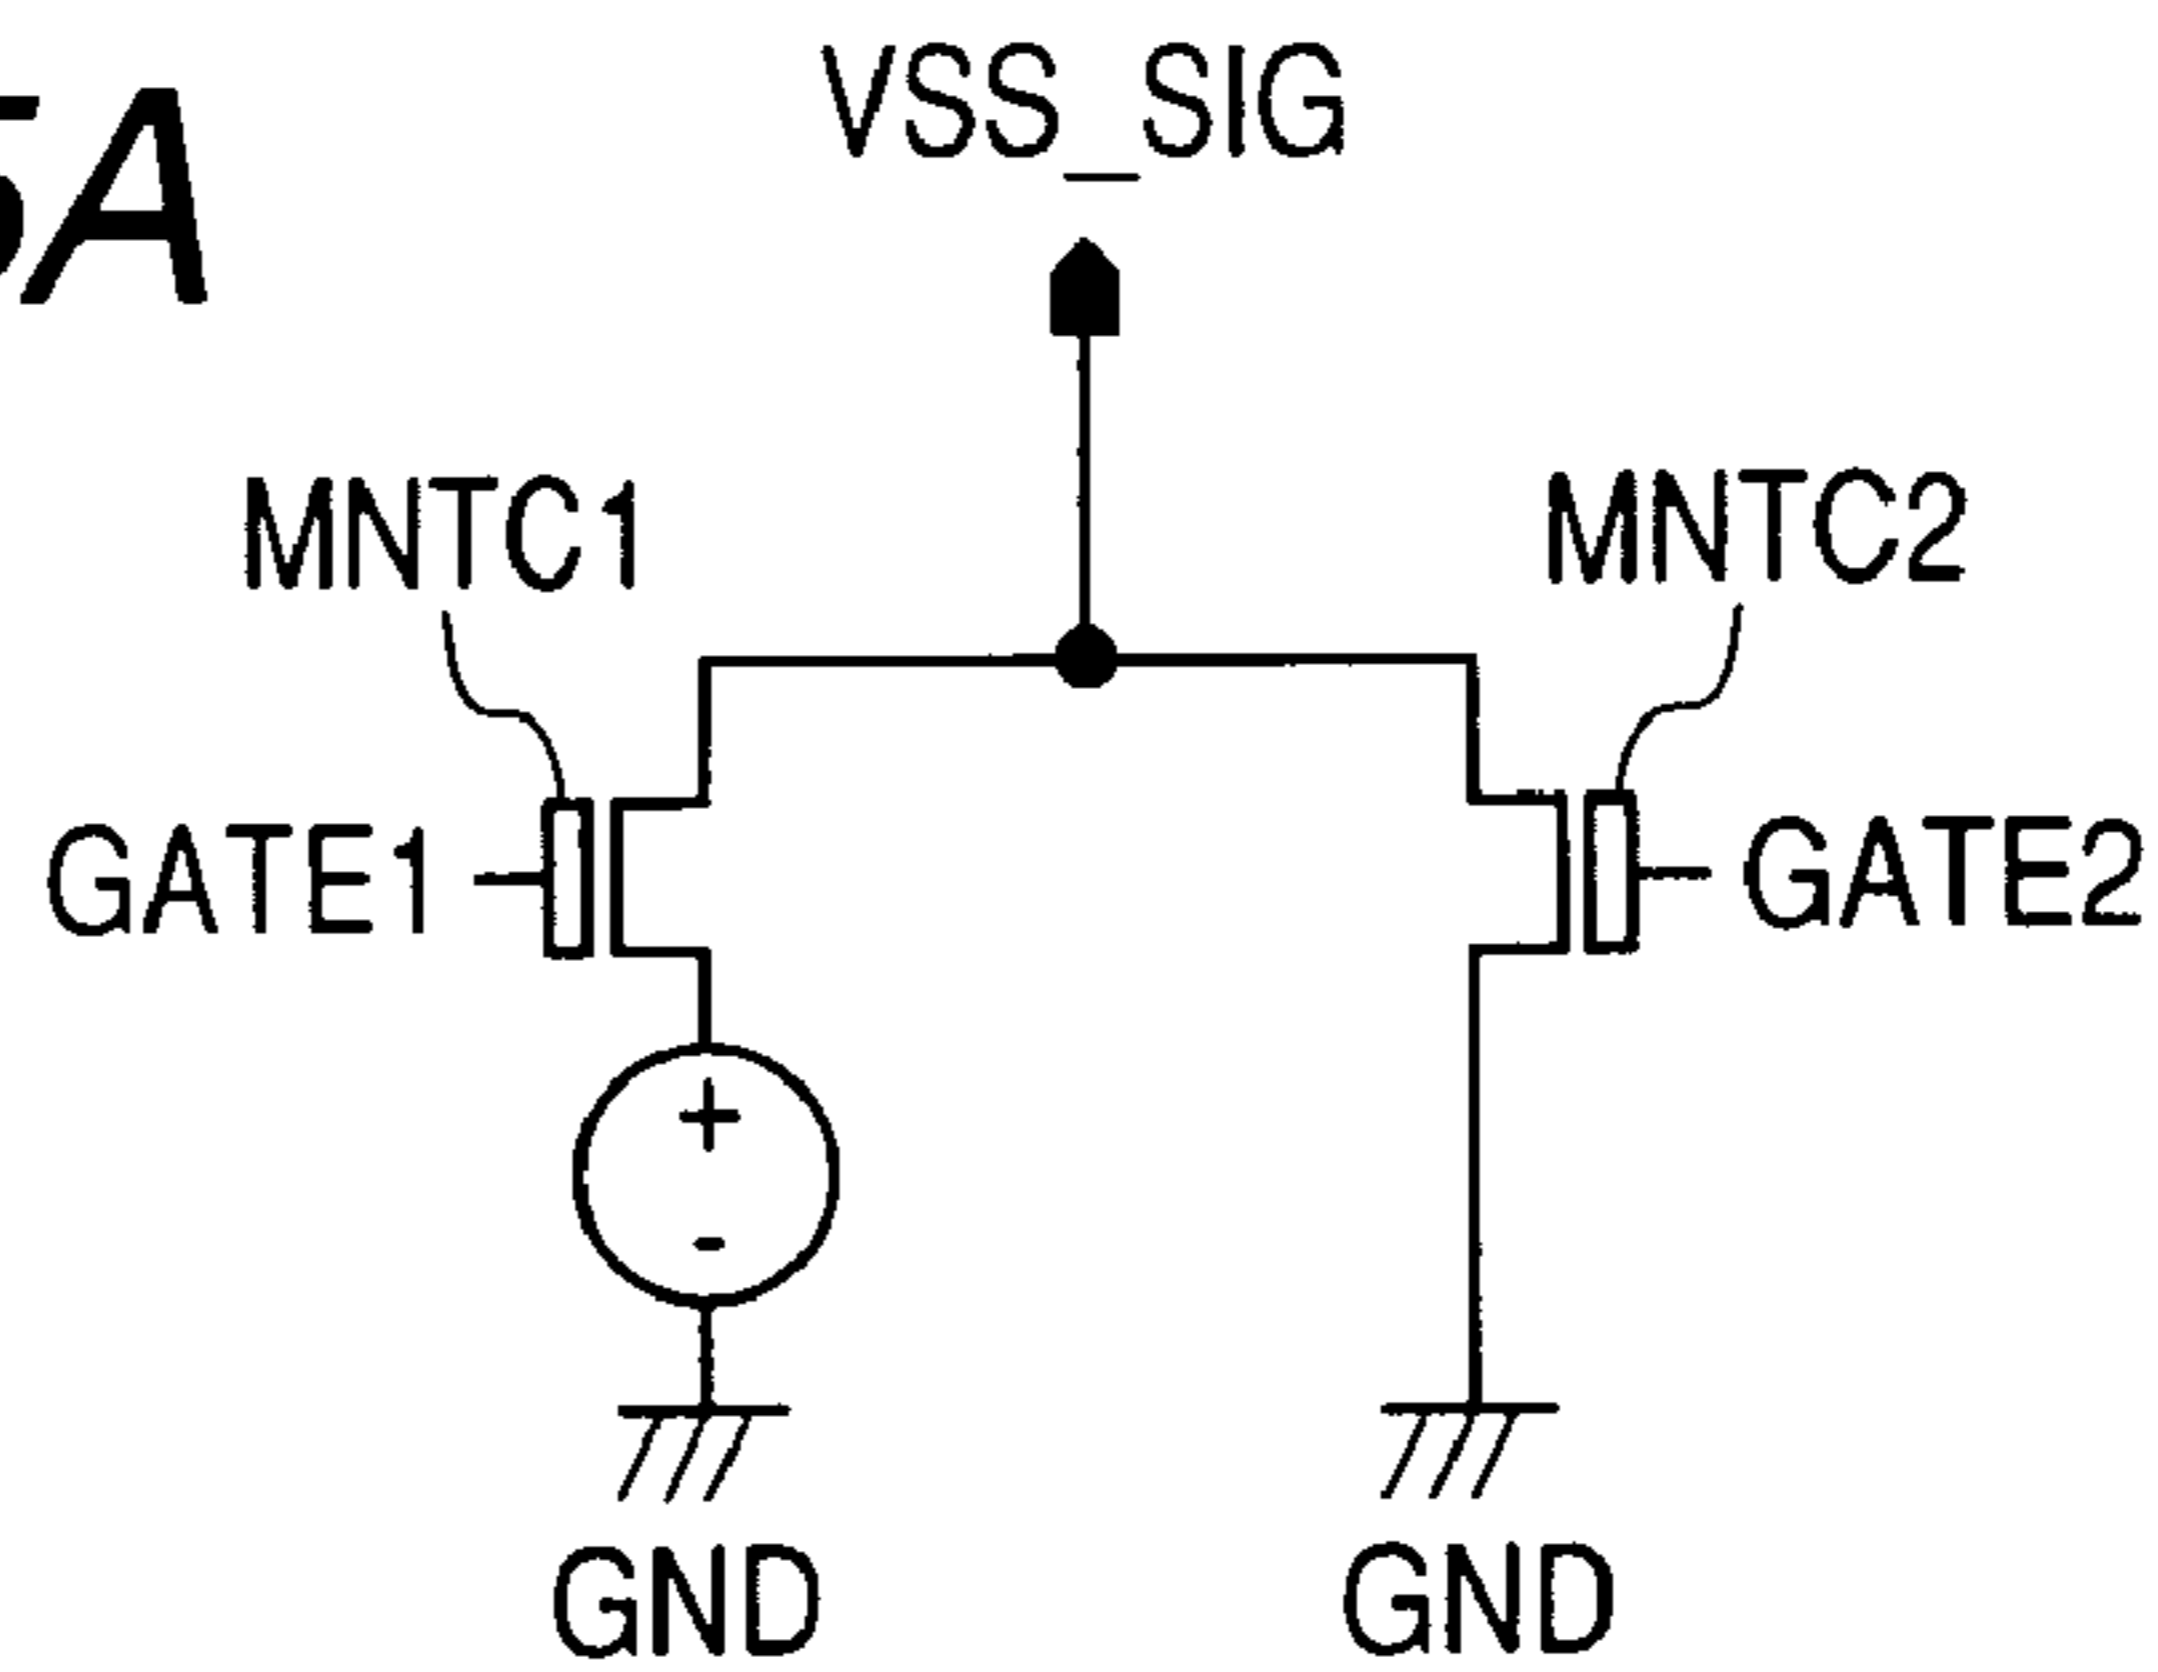 5A
VSS_SIG
MNTC1
MNTC2
GATE1
GATE2
+
-
GND
GND